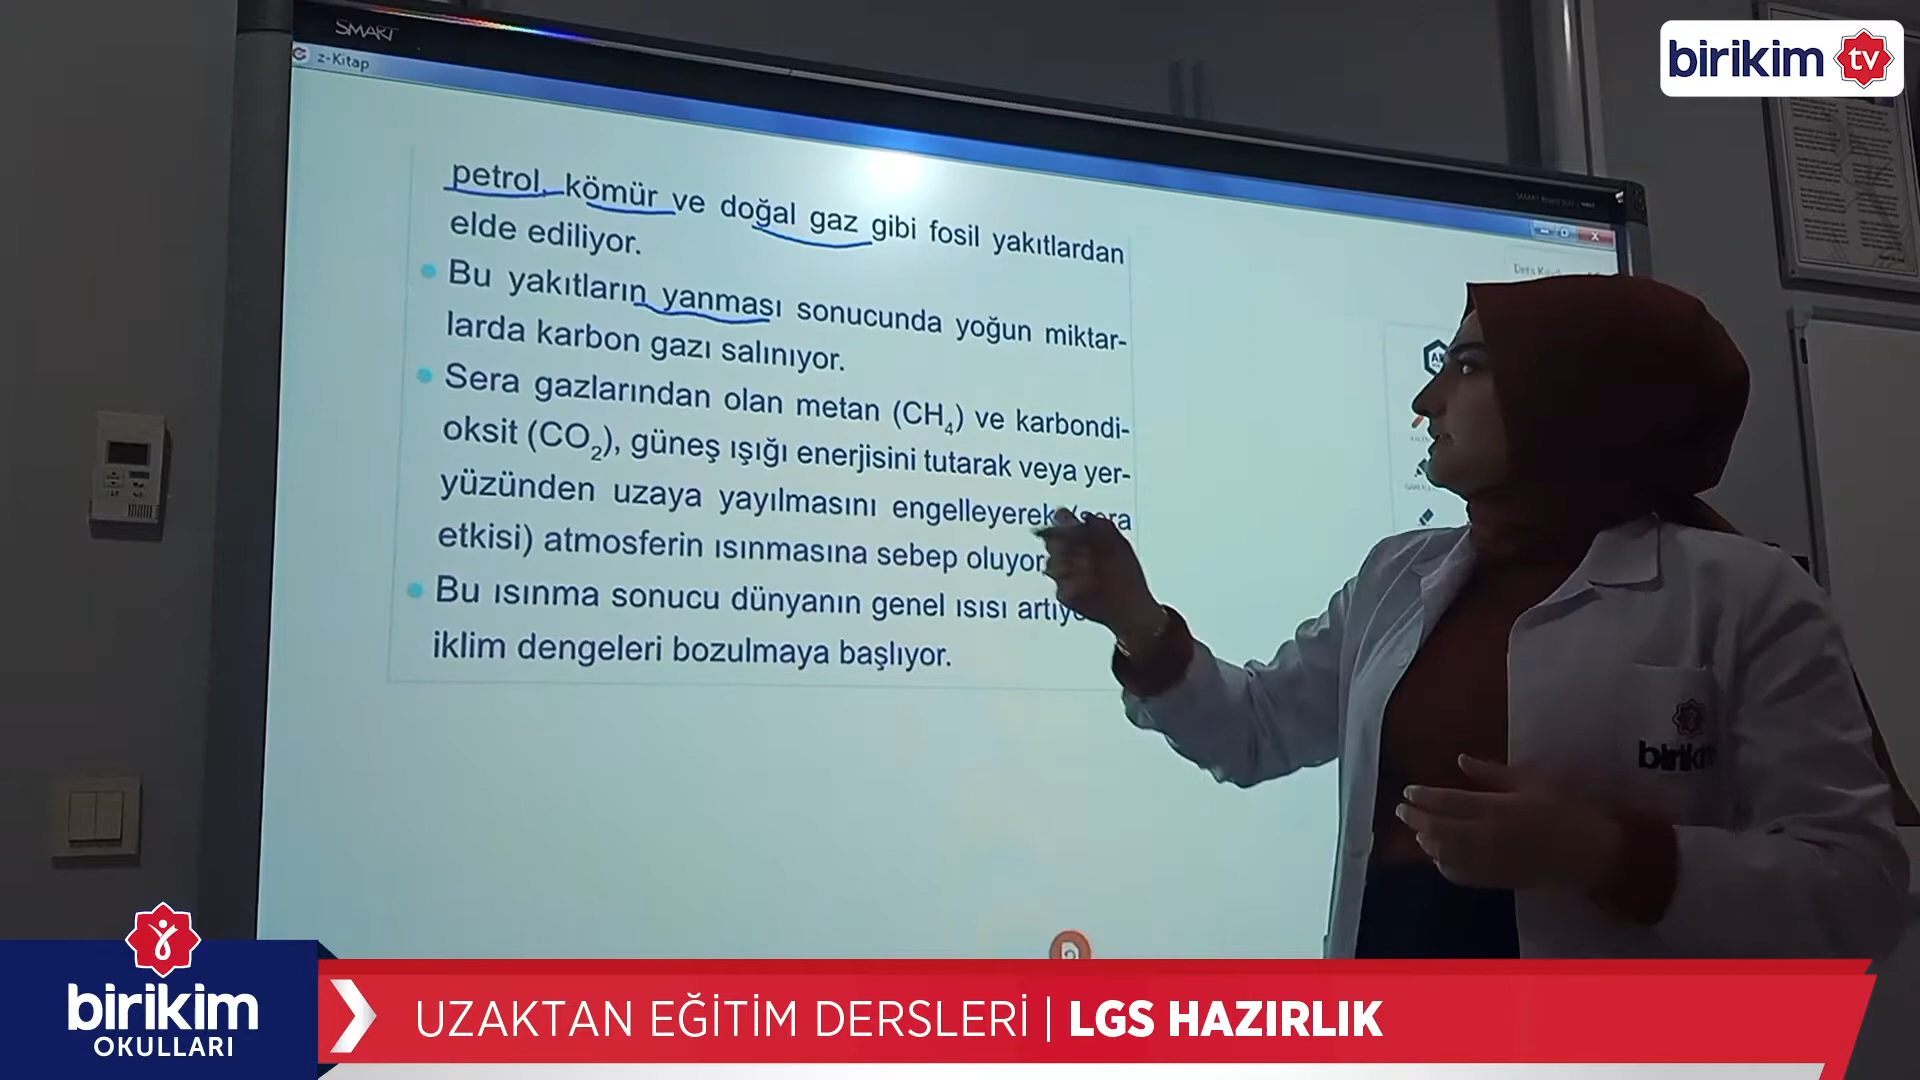 SMART
birikim tv
z-Kitap
petrol, kömür ve doğal gaz gibi fosil yakıtlardan
elde ediliyor.
Bu yakıtların yanması sonucunda yoğun miktar-
larda karbon gazı salınıyor.
Sera gazlarından olan metan (CH₄) ve karbondi-
oksit (CO₂), güneş ışığı enerjisini tutarak veya yer-
yüzünden uzaya yayılmasını engelleyerek (sera
etkisi) atmosferin ısınmasına sebep oluyor
Bu ısınma sonucu dünyanın genel ısısı
iklim dengeleri bozulmaya başlıyor.
birikim
birikim
OKULLARI
UZAKTAN EĞİTİM DERSLERİ | LGS HAZIRLIK